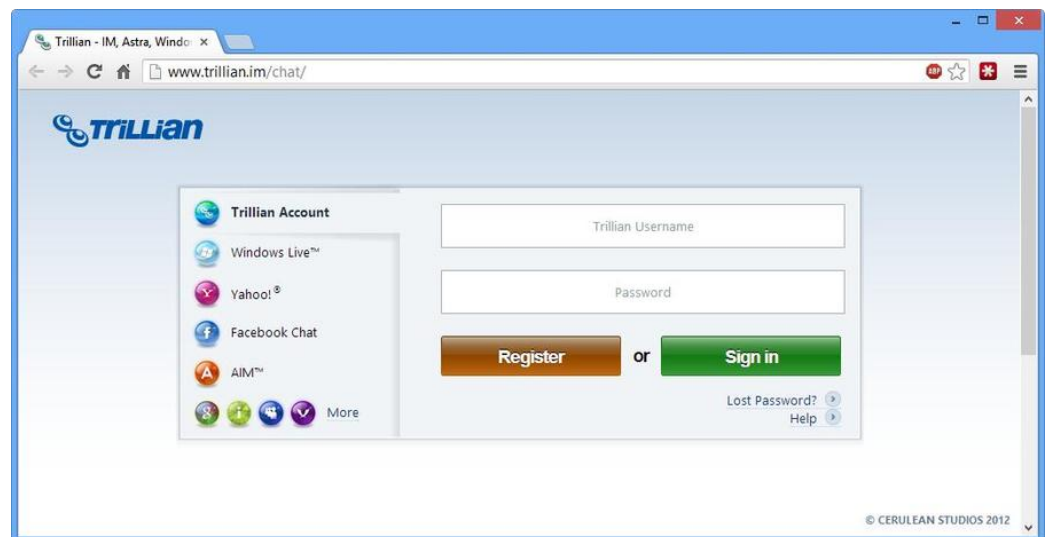 Trillian - IM, Astra, Windo
www.trillian.im/chat/
ABP
Trillian
Trillian Account
Windows Live™
Yahoo! ®
Facebook Chat
AIM™
More
Trillian Username
Password
Register or Sign in
Lost Password?
Help
© CERULEAN STUDIOS 2012